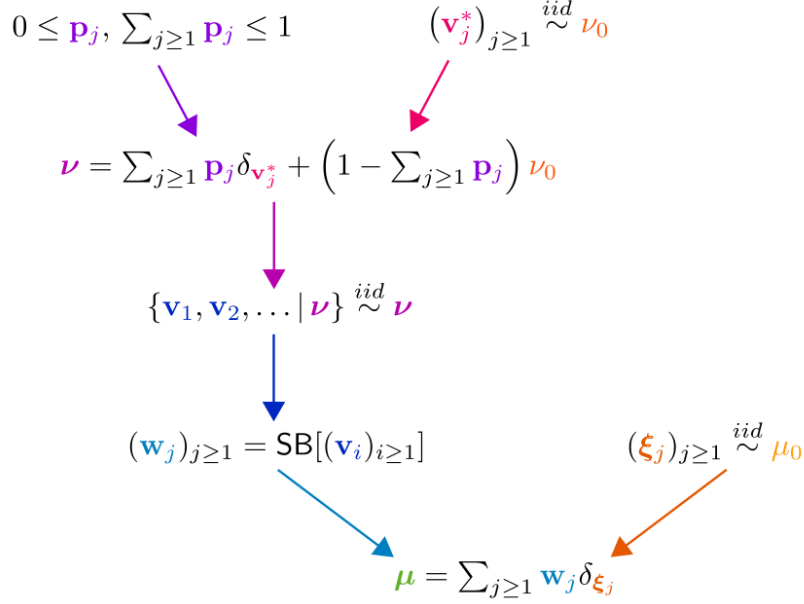 0 ≤ p_j, ∑_{j≥1} p_j ≤ 1
(v*_j)_{j≥1} iid ∼ ν_0
ν = ∑_{j≥1} p_j δ_{v*_j} + (1 − ∑_{j≥1} p_j) ν_0
{v_1, v_2, … | ν} iid ∼ ν
(w_j)_{j≥1} = SB[(v_i)_{i≥1}]
(ξ_j)_{j≥1} iid ∼ μ_0
μ = ∑_{j≥1} w_j δ_{ξ_j}